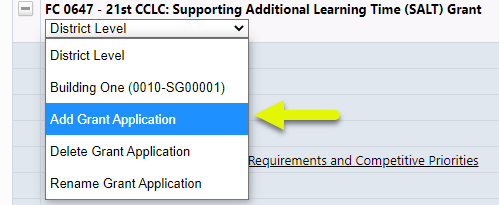 FC 0647 - 21st CCLC: Supporting Additional Learning Time (SALT) Grant
District Level
District Level
Building One (0010-SG00001)
Add Grant Application
Delete Grant Application
Requirements and Competitive Priorities
Rename Grant Application